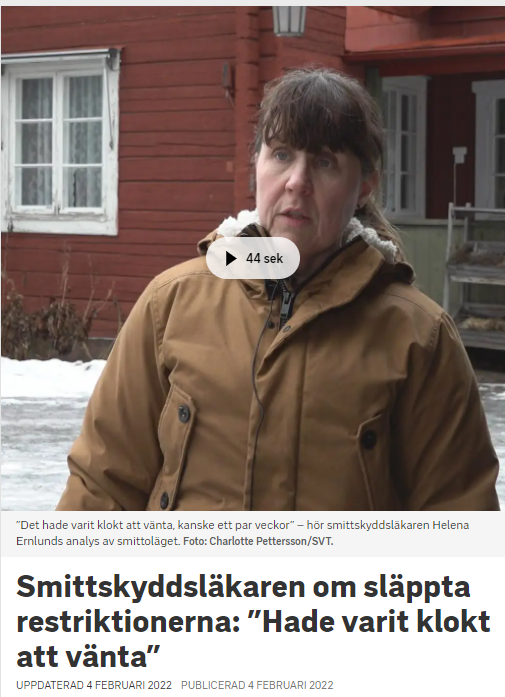 44 sek
”Det hade varit klokt att vänta, kanske ett par veckor” – hör smittskyddsläkaren Helena
Ernlunds analys av smittoläget. Foto: Charlotte Pettersson/SVT.
Smittskyddsläkaren om släppta
restriktionerna: ”Hade varit klokt
att vänta”
UPPDATERAD 4 FEBRUARI 2022 PUBLICERAD 4 FEBRUARI 2022